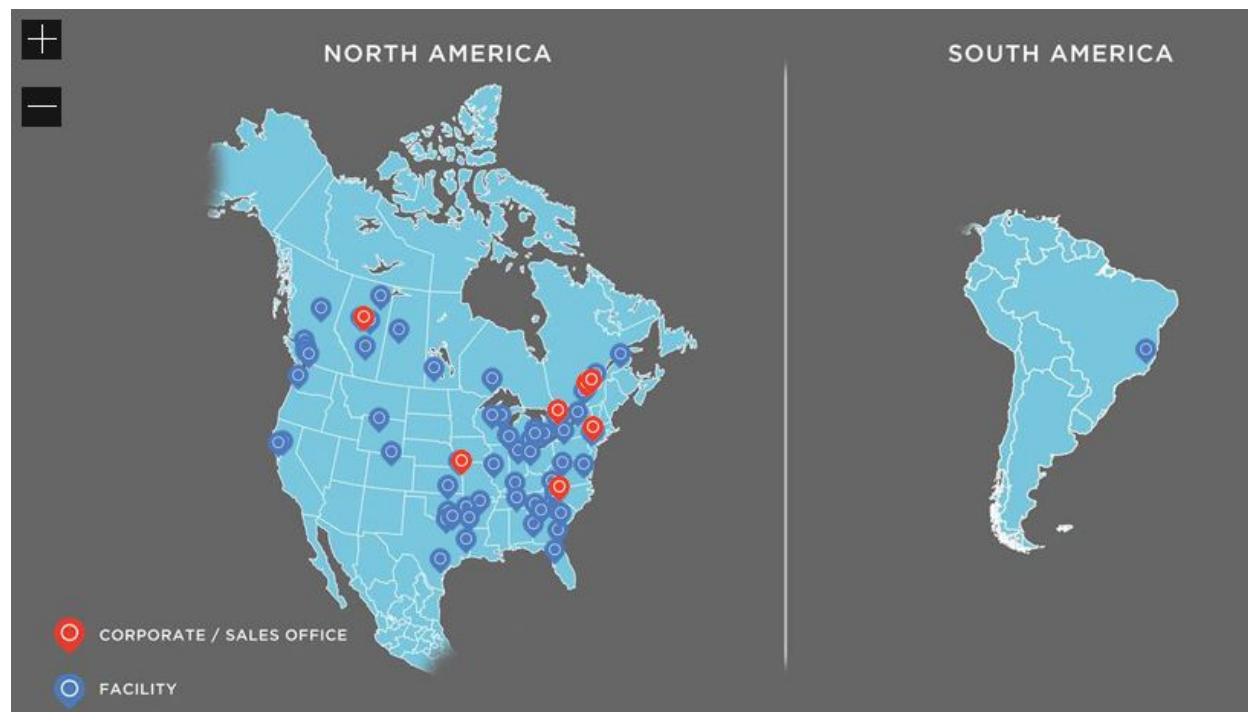 NORTH AMERICA
SOUTH AMERICA
CORPORATE / SALES OFFICE
FACILITY